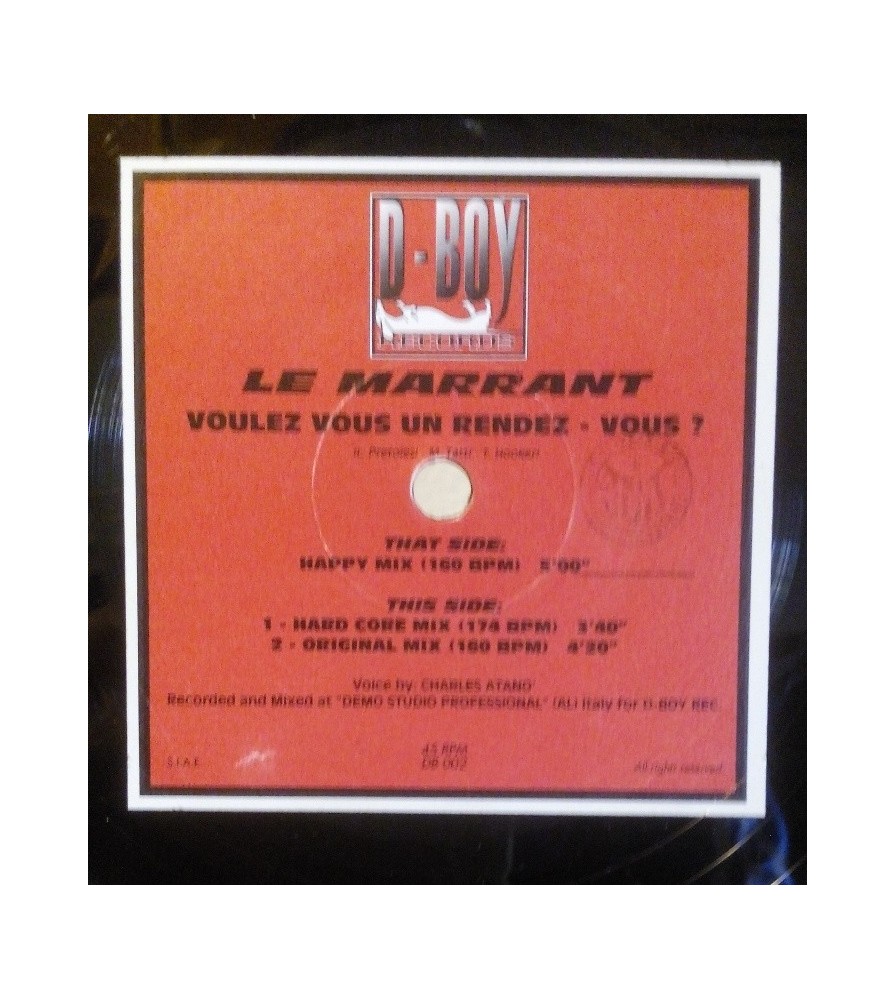 D-BOY
RECORDS
LE MARRANT
VOULEZ VOUS UN RENDEZ - VOUS ?
THAT SIDE:
HAPPY MIX (160 BPM) 5'00"
THIS SIDE:
1 - HARD CORE MIX (174 BPM) 3'40"
2 - ORIGINAL MIX (160 BPM) 4'20"
Voice by: CHARLES ATANO'
Recorded and Mixed at "DEMO STUDIO PROFESSIONAL" (AL) Italy for D-BOY REC.
45 RPM
S.I.A.E. DB 002 All rights reserved